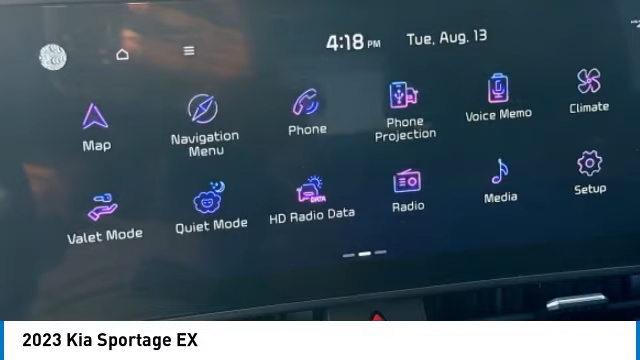 4:18 PM Tue, Aug. 13
Map
Navigation
Menu
Phone
Phone
Projection
Voice Memo
Climate
Valet Mode
Quiet Mode
DATA
HD Radio Data
Radio
Media
Setup
2023 Kia Sportage EX